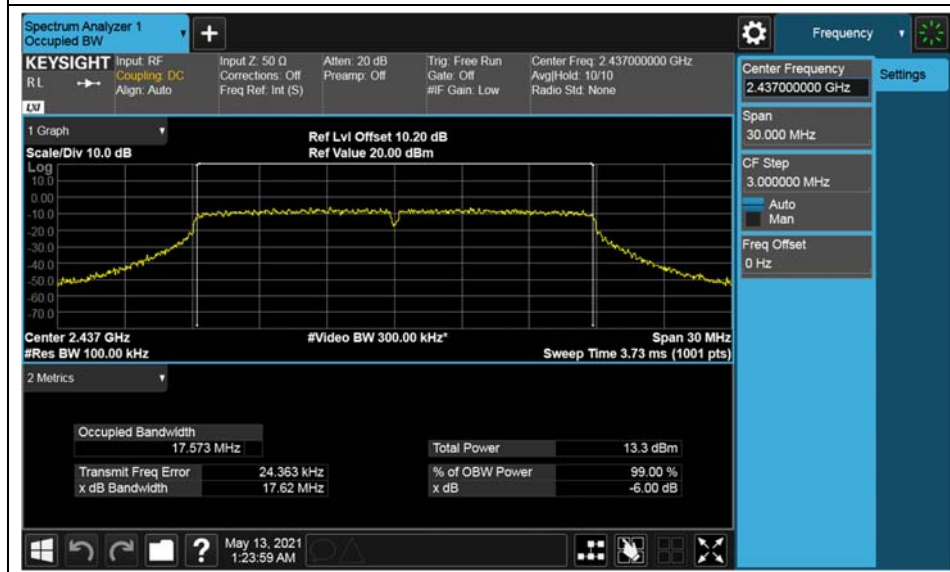 Spectrum Analyzer 1
Occupied BW
+
Frequency
KEYSIGHT Input: RF Input Z: 50 Ω Atten: 20 dB Trig: Free Run Center Freq: 2.437000000 GHz
R L Coupling: DC Corrections: Off Preamp: Off Gate: Off Avg|Hold: 10/10
Align: Auto Freq Ref: Int (S) #IF Gain: Low Radio Std: None
LXI
Center Frequency
2.437000000 GHz
Settings
Span
30.000 MHz
CF Step
3.000000 MHz
Auto
Man
Freq Offset
0 Hz
1 Graph
Ref Lvl Offset 10.20 dB
Scale/Div 10.0 dB Ref Value 20.00 dBm
Log
10.0
0.00
-10.0
-20.0
-30.0
-40.0
-50.0
-60.0
-70.0
Center 2.437 GHz #Video BW 300.00 kHz* Span 30 MHz
#Res BW 100.00 kHz Sweep Time 3.73 ms (1001 pts)
2 Metrics
Occupied Bandwidth
17.573 MHz Total Power 13.3 dBm
Transmit Freq Error 24.363 kHz % of OBW Power 99.00 %
x dB Bandwidth 17.62 MHz x dB -6.00 dB
? May 13, 2021
1:23:59 AM